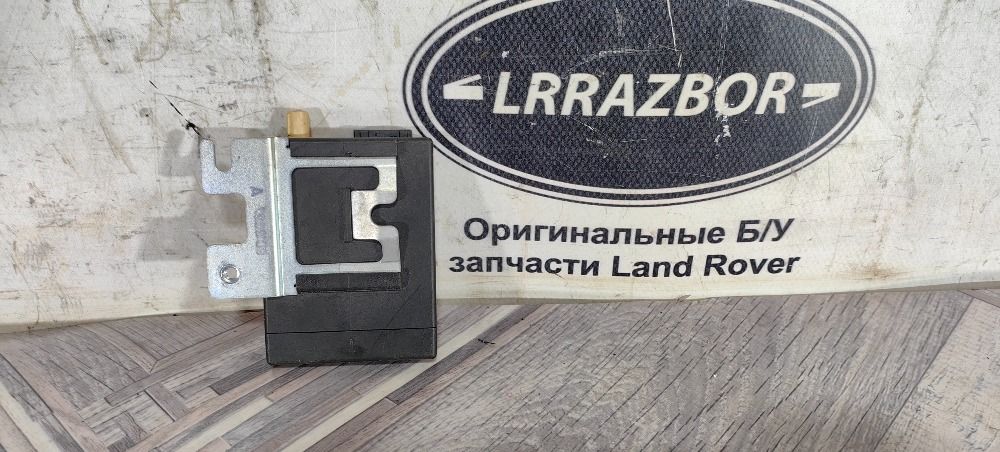 LRRAZBOR
Оригинальные Б/У
запчасти Land Rover